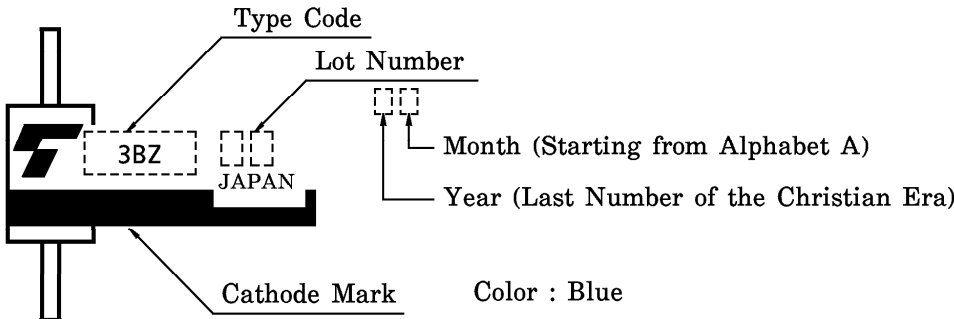 Type Code
Lot Number
3BZ
JAPAN
Month (Starting from Alphabet A)
Year (Last Number of the Christian Era)
Cathode Mark
Color : Blue